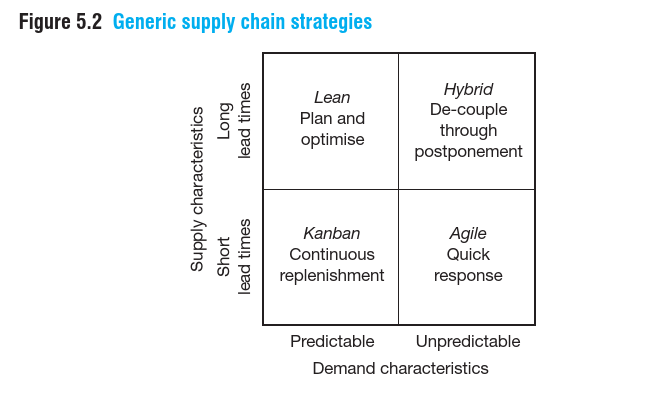 Figure 5.2 Generic supply chain strategies
Supply characteristics
Long
lead times
Short
lead times
Lean
Plan and
optimise
Hybrid
De-couple
through
postponement
Kanban
Continuous
replenishment
Agile
Quick
response
Predictable
Unpredictable
Demand characteristics